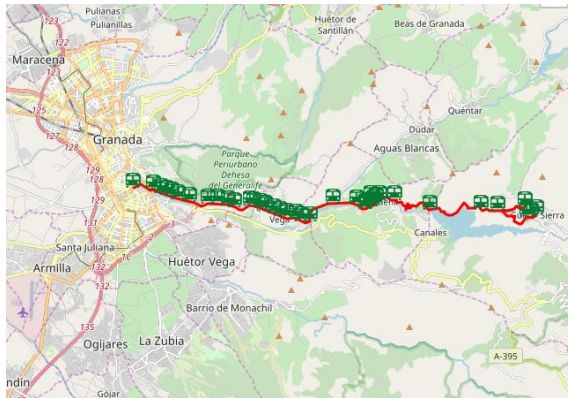 Pulianas
Pulianillas
Huétor de
Santillán
Beas de Granada
122
123
Maracena
125
127
Quéntar
Granada
Dúdar
Aguas Blancas
128
Parque
Periurbano
Dehesa
del Generalife
129
Vega
Sierra
Santa Juliana
1C
Canales
131
Armilla
132
Huétor Vega
Barrio de Monachil
135
La Zubia
Ogíjares
A-395
Gójar